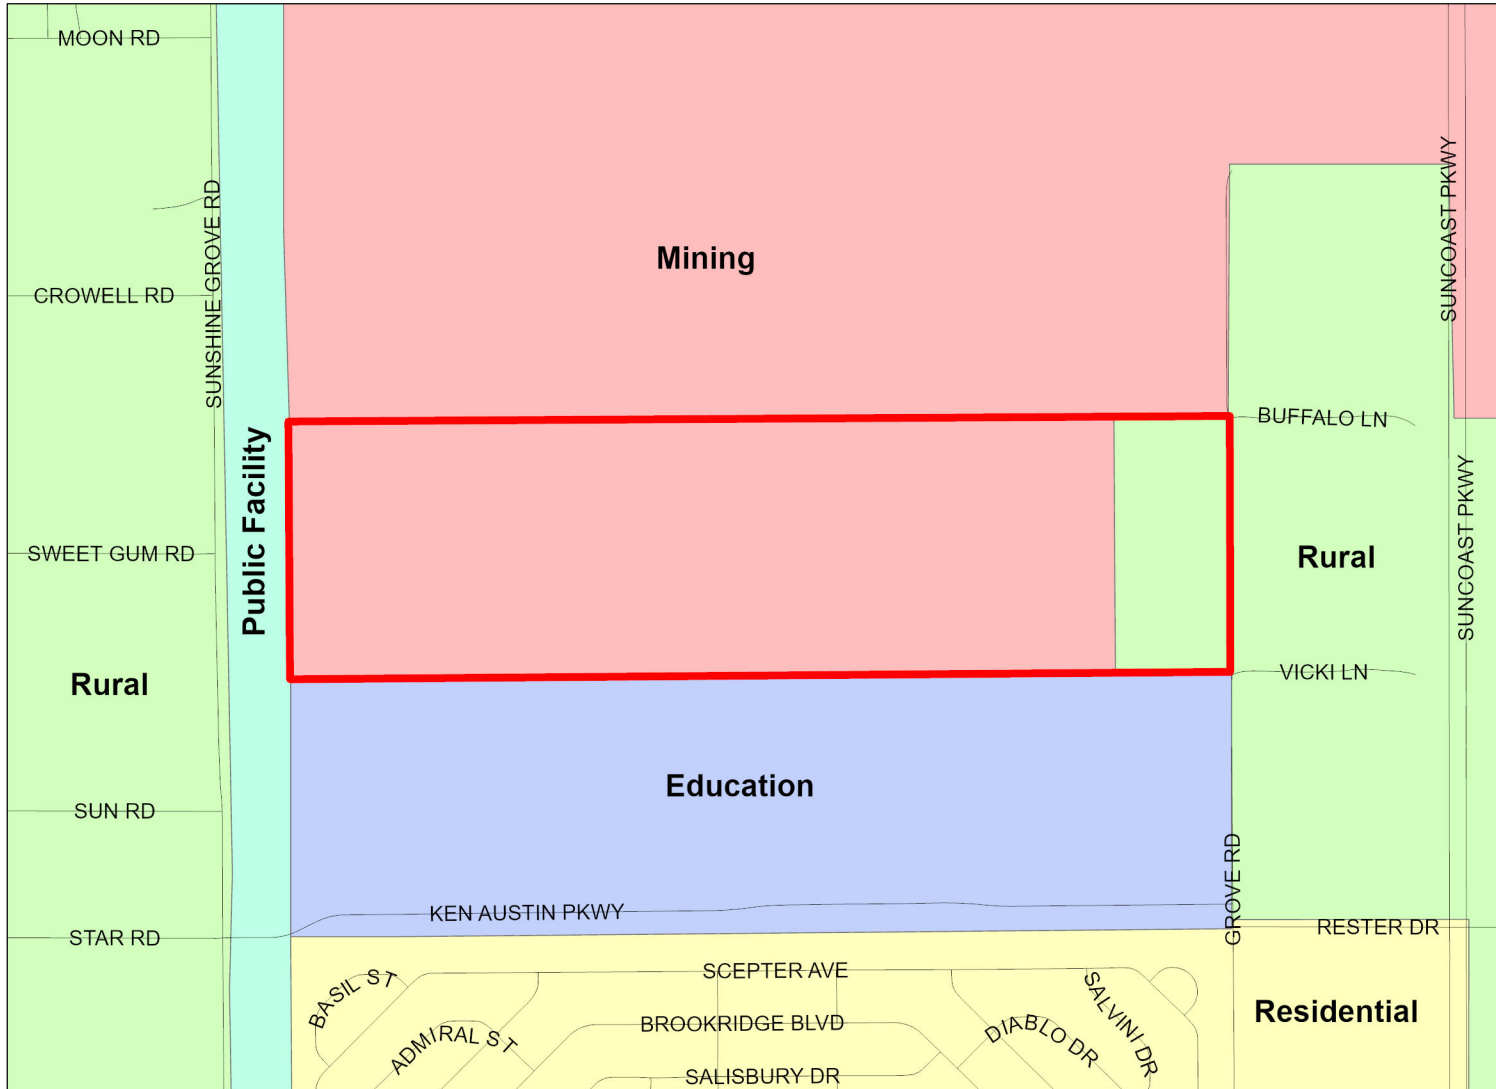 MOON RD
SUNSHINE GROVE RD
SUNCOAST PKWY
Mining
CROWELL RD
BUFFALO LN
Public Facility
SUNCOAST PKWY
SWEET GUM RD
Rural
Rural
VICKI LN
Education
SUN RD
GROVE RD
KEN AUSTIN PKWY
STAR RD
RESTER DR
SCEPTER AVE
BASIL ST
SALVINI DR
Residential
BROOKRIDGE BLVD
ADMIRAL ST
DIABLO DR
SALISBURY DR